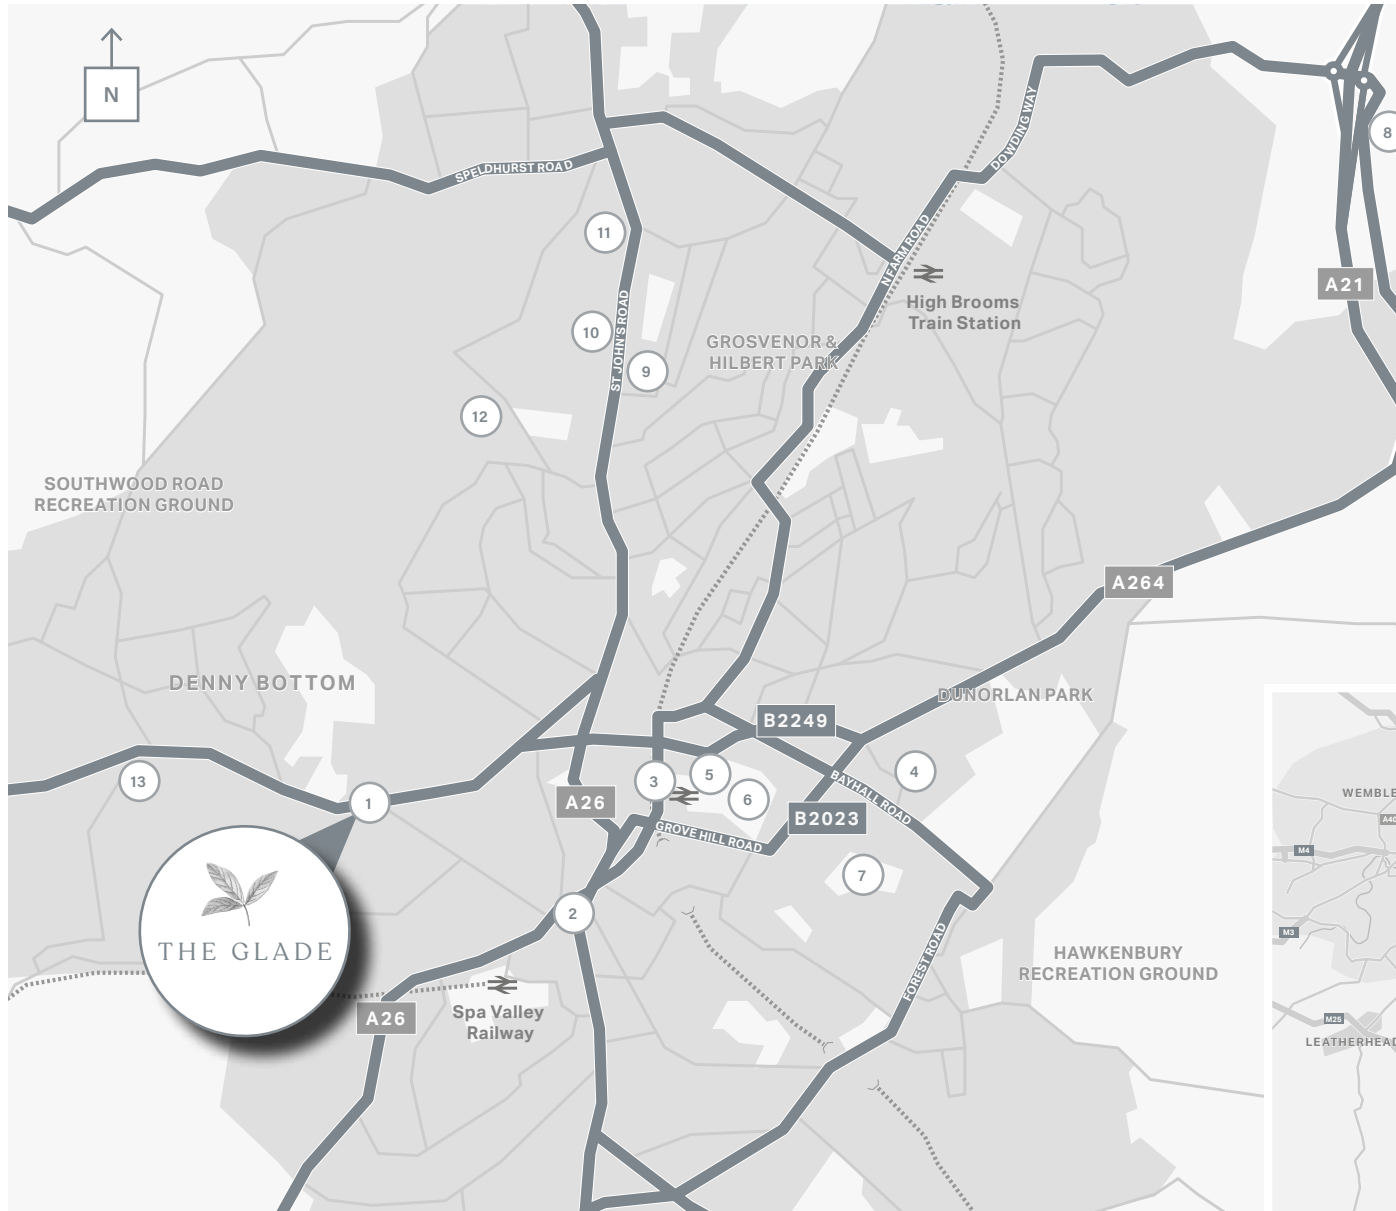 N
SPELDHURST ROAD
DOWDING WAY
8
11
N FARM ROAD
A21
High Brooms
Train Station
10
ST JOHN'S ROAD
GROSVENOR &
HILBERT PARK
9
12
SOUTHWOOD ROAD
RECREATION GROUND
A264
DENNY BOTTOM
DUNORLAN PARK
B2249
13
1
3
5
4
6
A26
BAYHALL ROAD
B2023
GROVE HILL ROAD
7
2
THE GLADE
FOREST ROAD
HAWKENBURY
RECREATION GROUND
A26
Spa Valley
Railway
WEMBLE
A40
M4
M3
M25
LEATHERHEAD